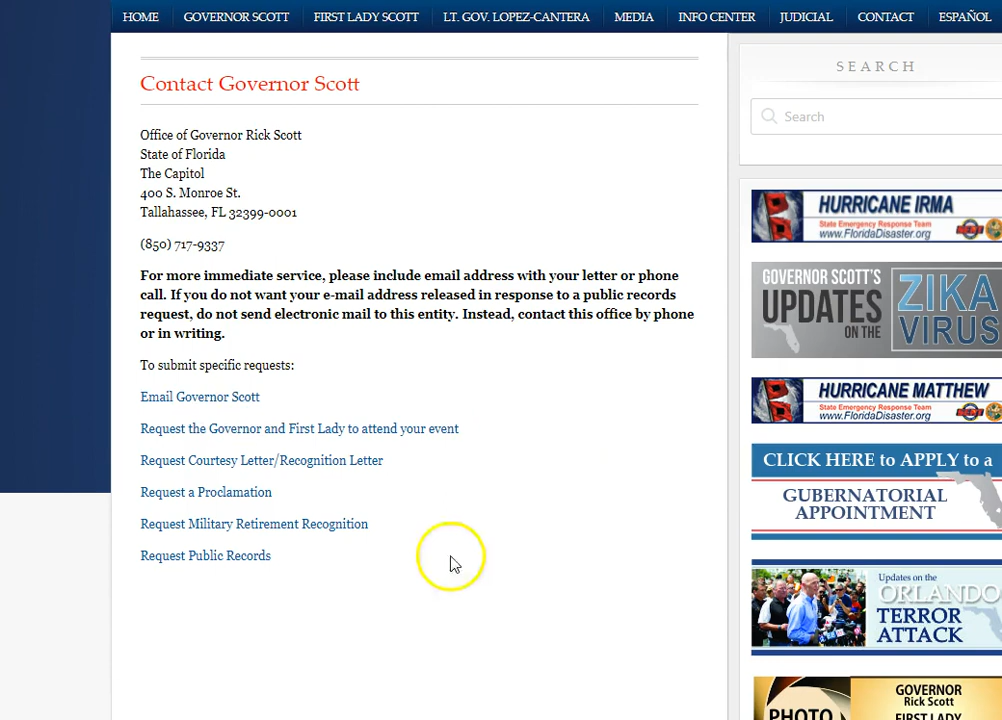 HOME GOVERNOR SCOTT FIRST LADY SCOTT LT. GOV. LOPEZ-CANTERA MEDIA INFO CENTER JUDICIAL CONTACT ESPAÑOL
Contact Governor Scott
Office of Governor Rick Scott
State of Florida
The Capitol
400 S. Monroe St.
Tallahassee, FL 32399-0001
(850) 717-9337
For more immediate service, please include email address with your letter or phone
call. If you do not want your e-mail address released in response to a public records
request, do not send electronic mail to this entity. Instead, contact this office by phone
or in writing.
To submit specific requests:
Email Governor Scott
Request the Governor and First Lady to attend your event
Request Courtesy Letter/Recognition Letter
Request a Proclamation
Request Military Retirement Recognition
Request Public Records
SEARCH
Search
HURRICANE IRMA
State Emergency Response Team
www.FloridaDisaster.org
GOVERNOR SCOTT'S
UPDATES
ON THE
ZIKA
VIRUS
HURRICANE MATTHEW
State Emergency Response Team
www.FloridaDisaster.org
CLICK HERE to APPLY to a
GUBERNATORIAL
APPOINTMENT
Updates on the
ORLANDO
TERROR
ATTACK
GOVERNOR
Rick Scott
FIRST LADY
PHOTO